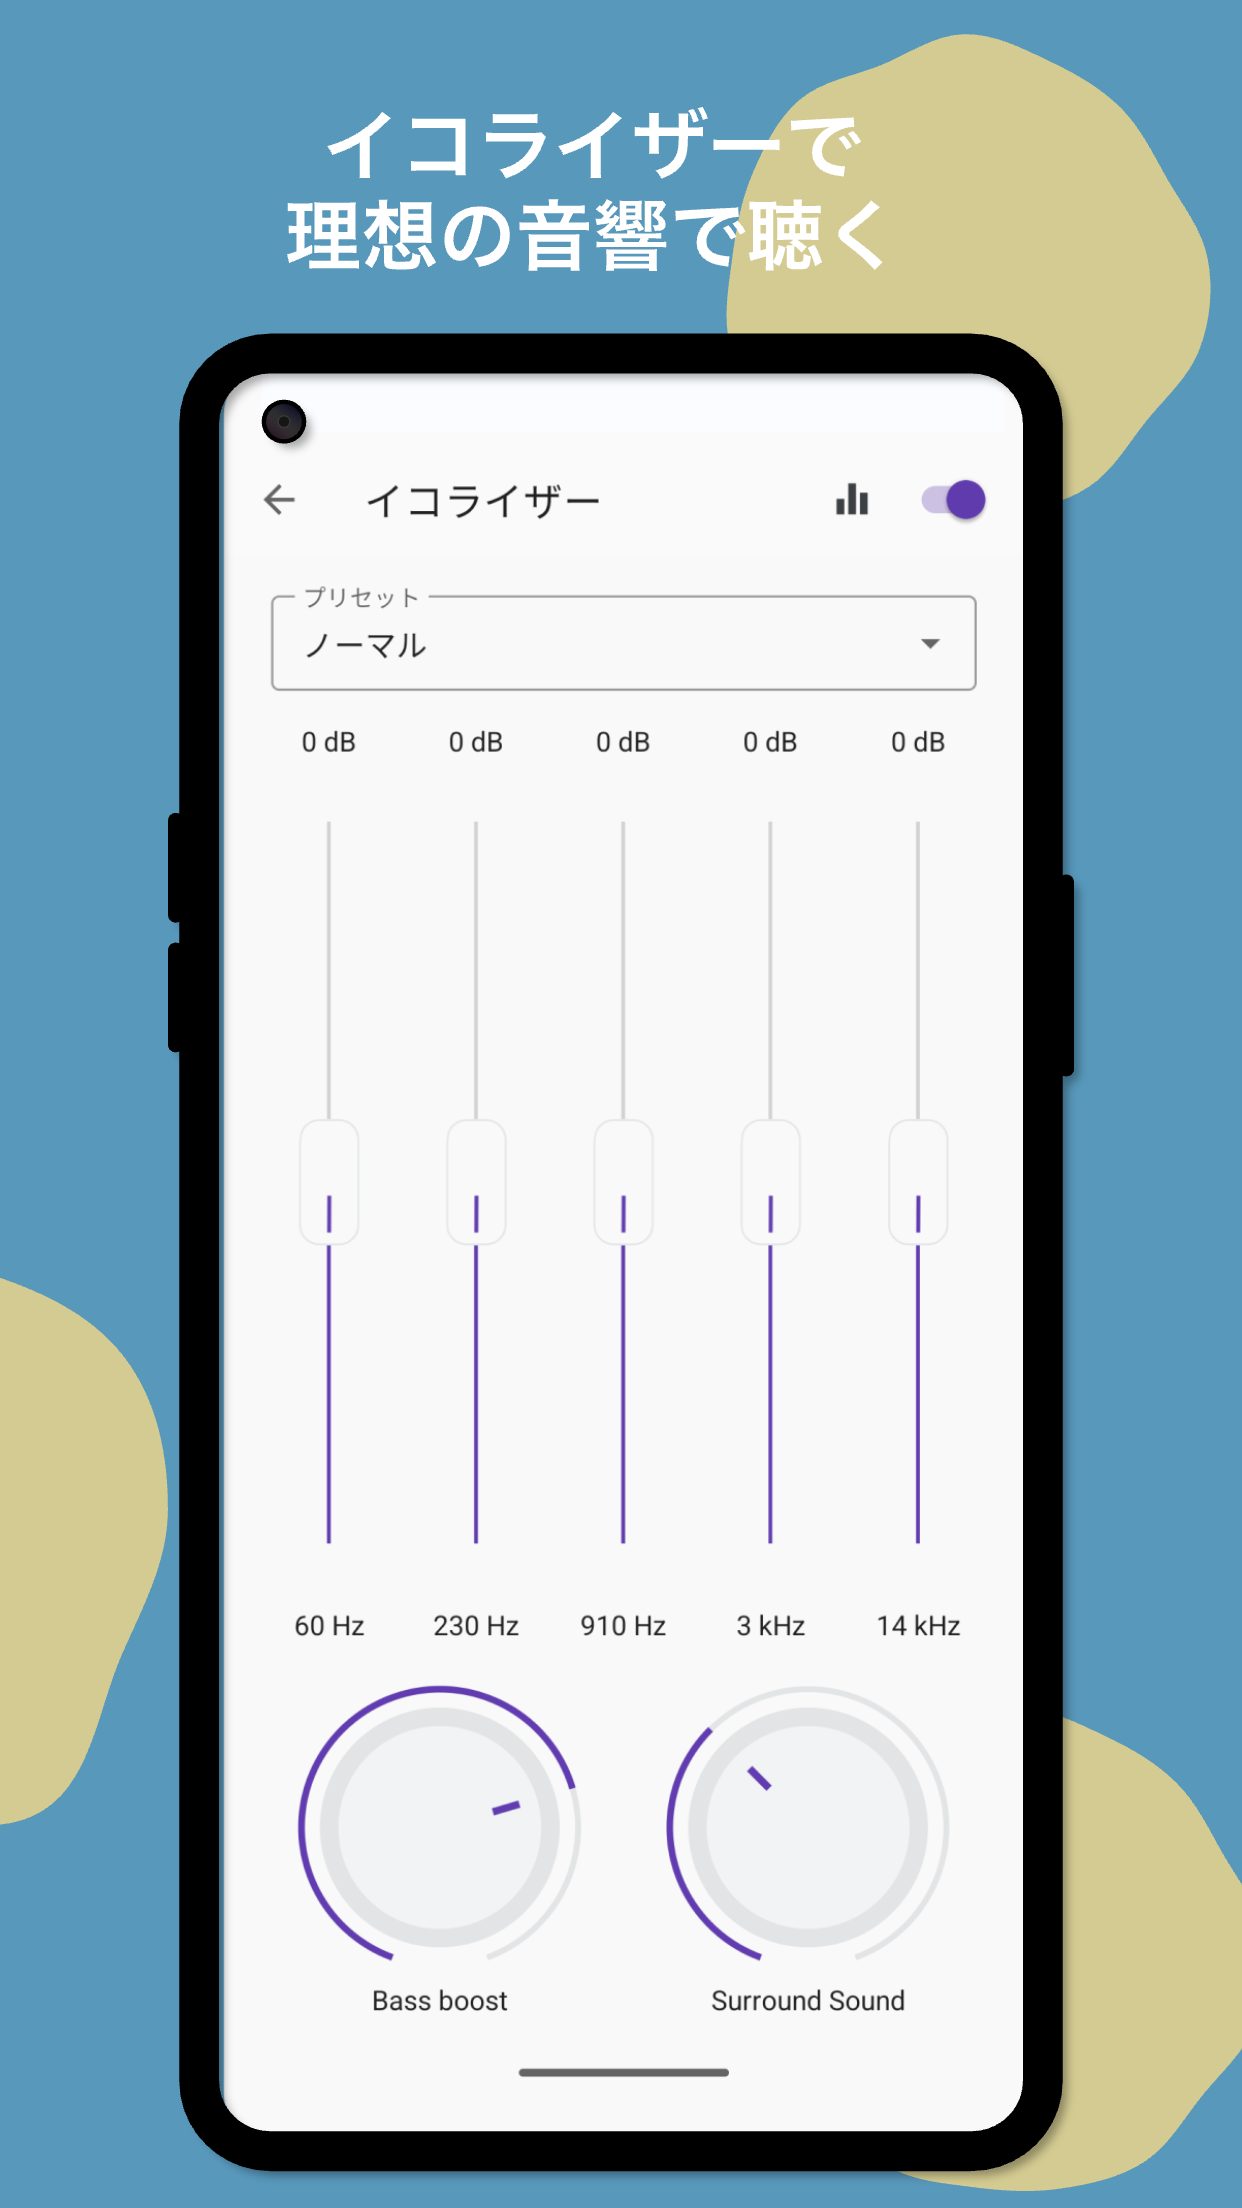 イコライザーで
理想の音響で聴く
イコライザー
プリセット
ノーマル
0 dB 0 dB 0 dB 0 dB 0 dB
60 Hz 230 Hz 910 Hz 3 kHz 14 kHz
Bass boost Surround Sound